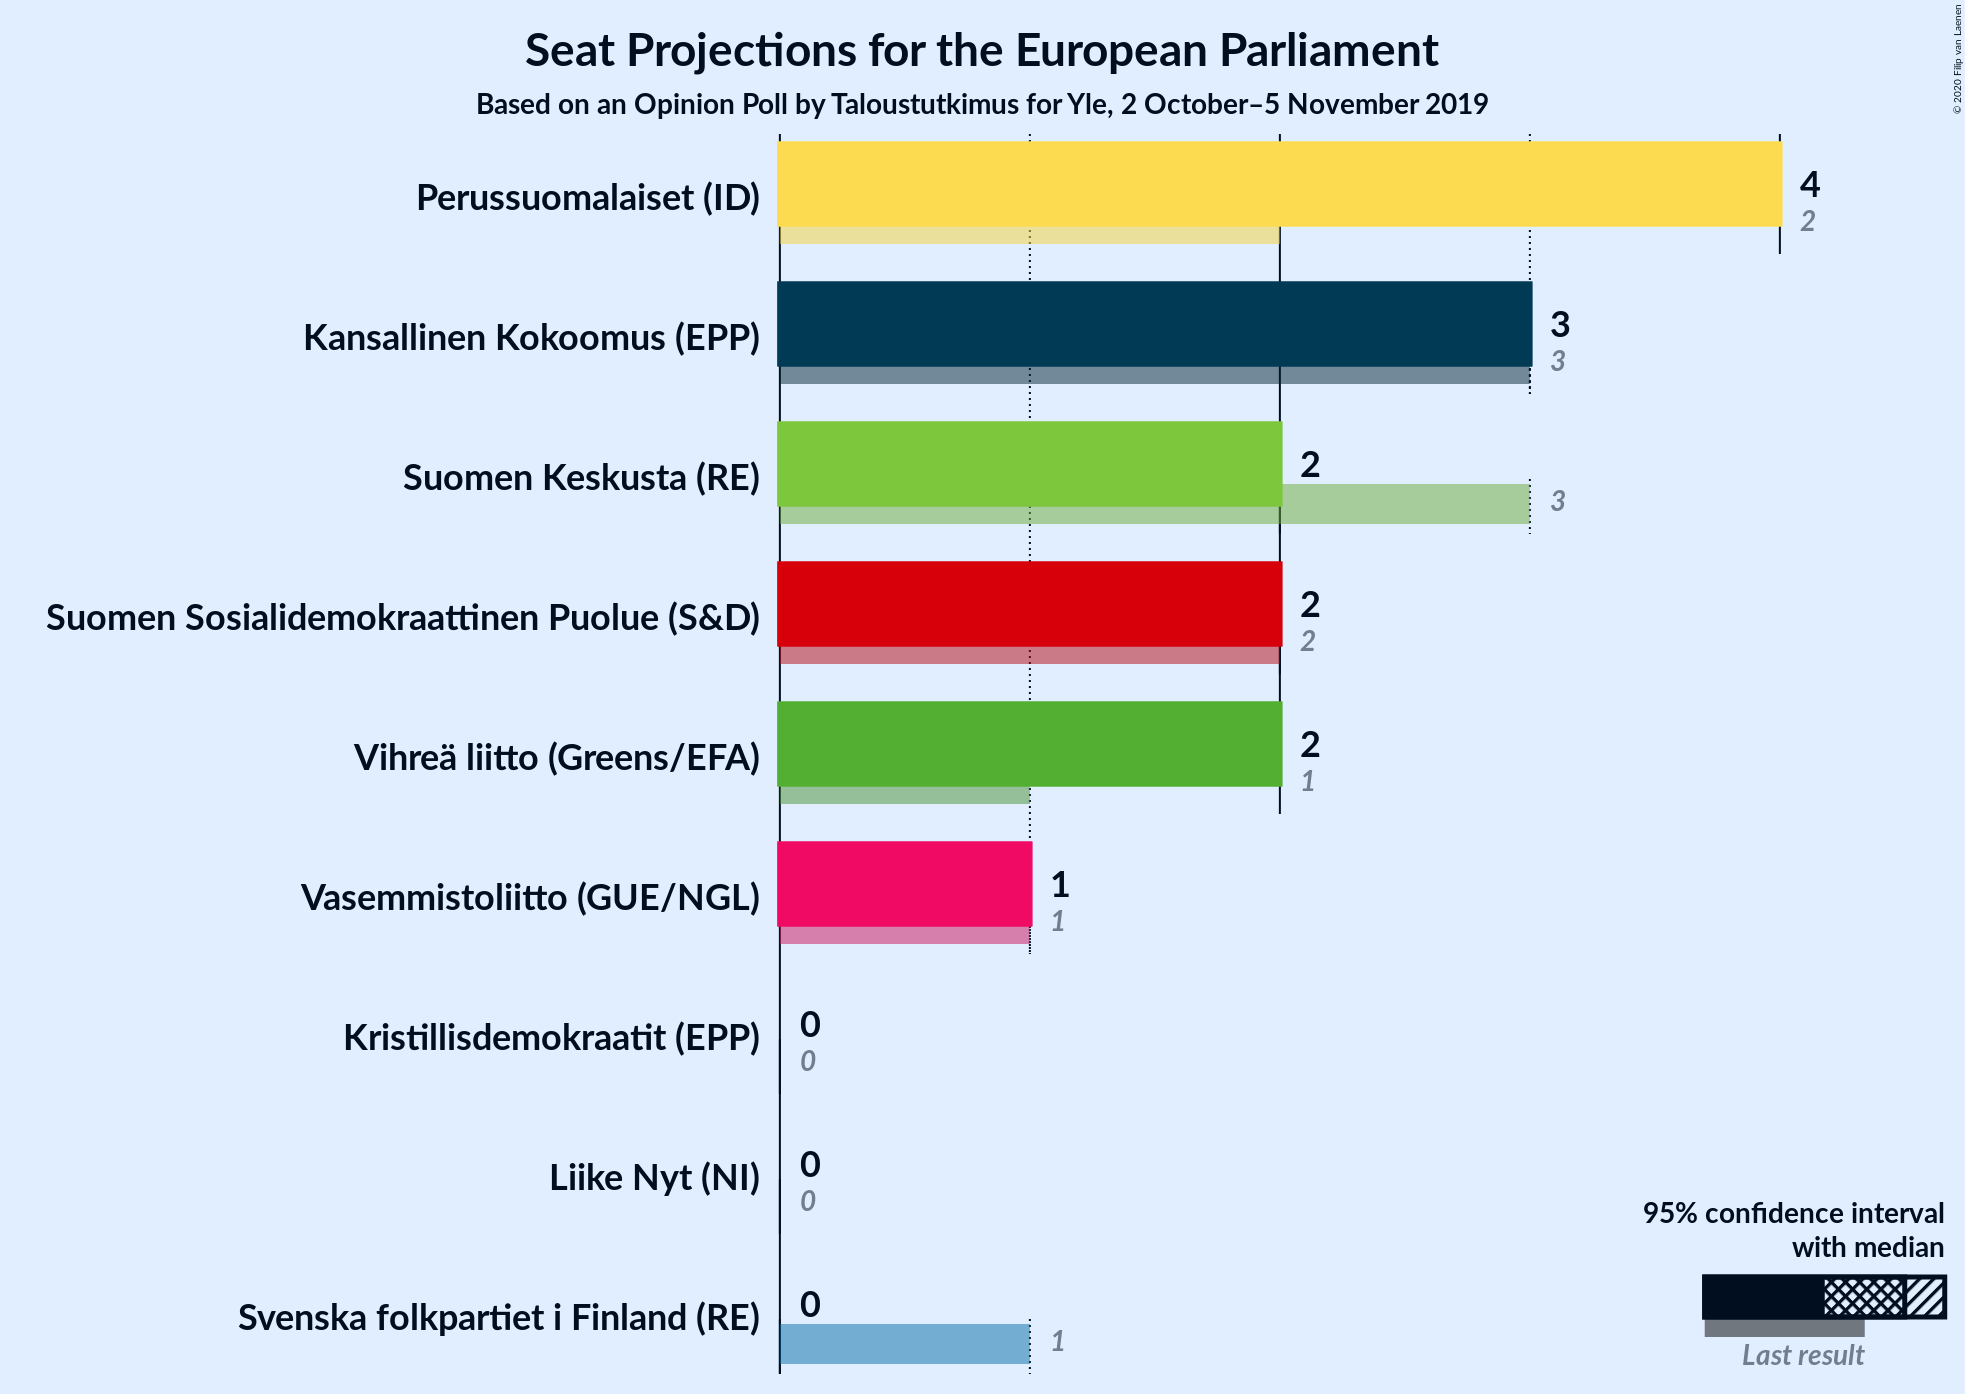 Seat Projections for the European Parliament
Based on an Opinion Poll by Taloustutkimus for Yle, 2 October–5 November 2019
© 2020 Filip van Laenen
Perussuomalaiset (ID)
4
2
Kansallinen Kokoomus (EPP)
3
3
Suomen Keskusta (RE)
2
3
Suomen Sosialidemokraattinen Puolue (S&D)
2
2
Vihreä liitto (Greens/EFA)
2
1
Vasemmistoliitto (GUE/NGL)
1
1
Kristillisdemokraatit (EPP)
0
0
Liike Nyt (NI)
0
0
Svenska folkpartiet i Finland (RE)
0
1
95% confidence interval
with median
Last result